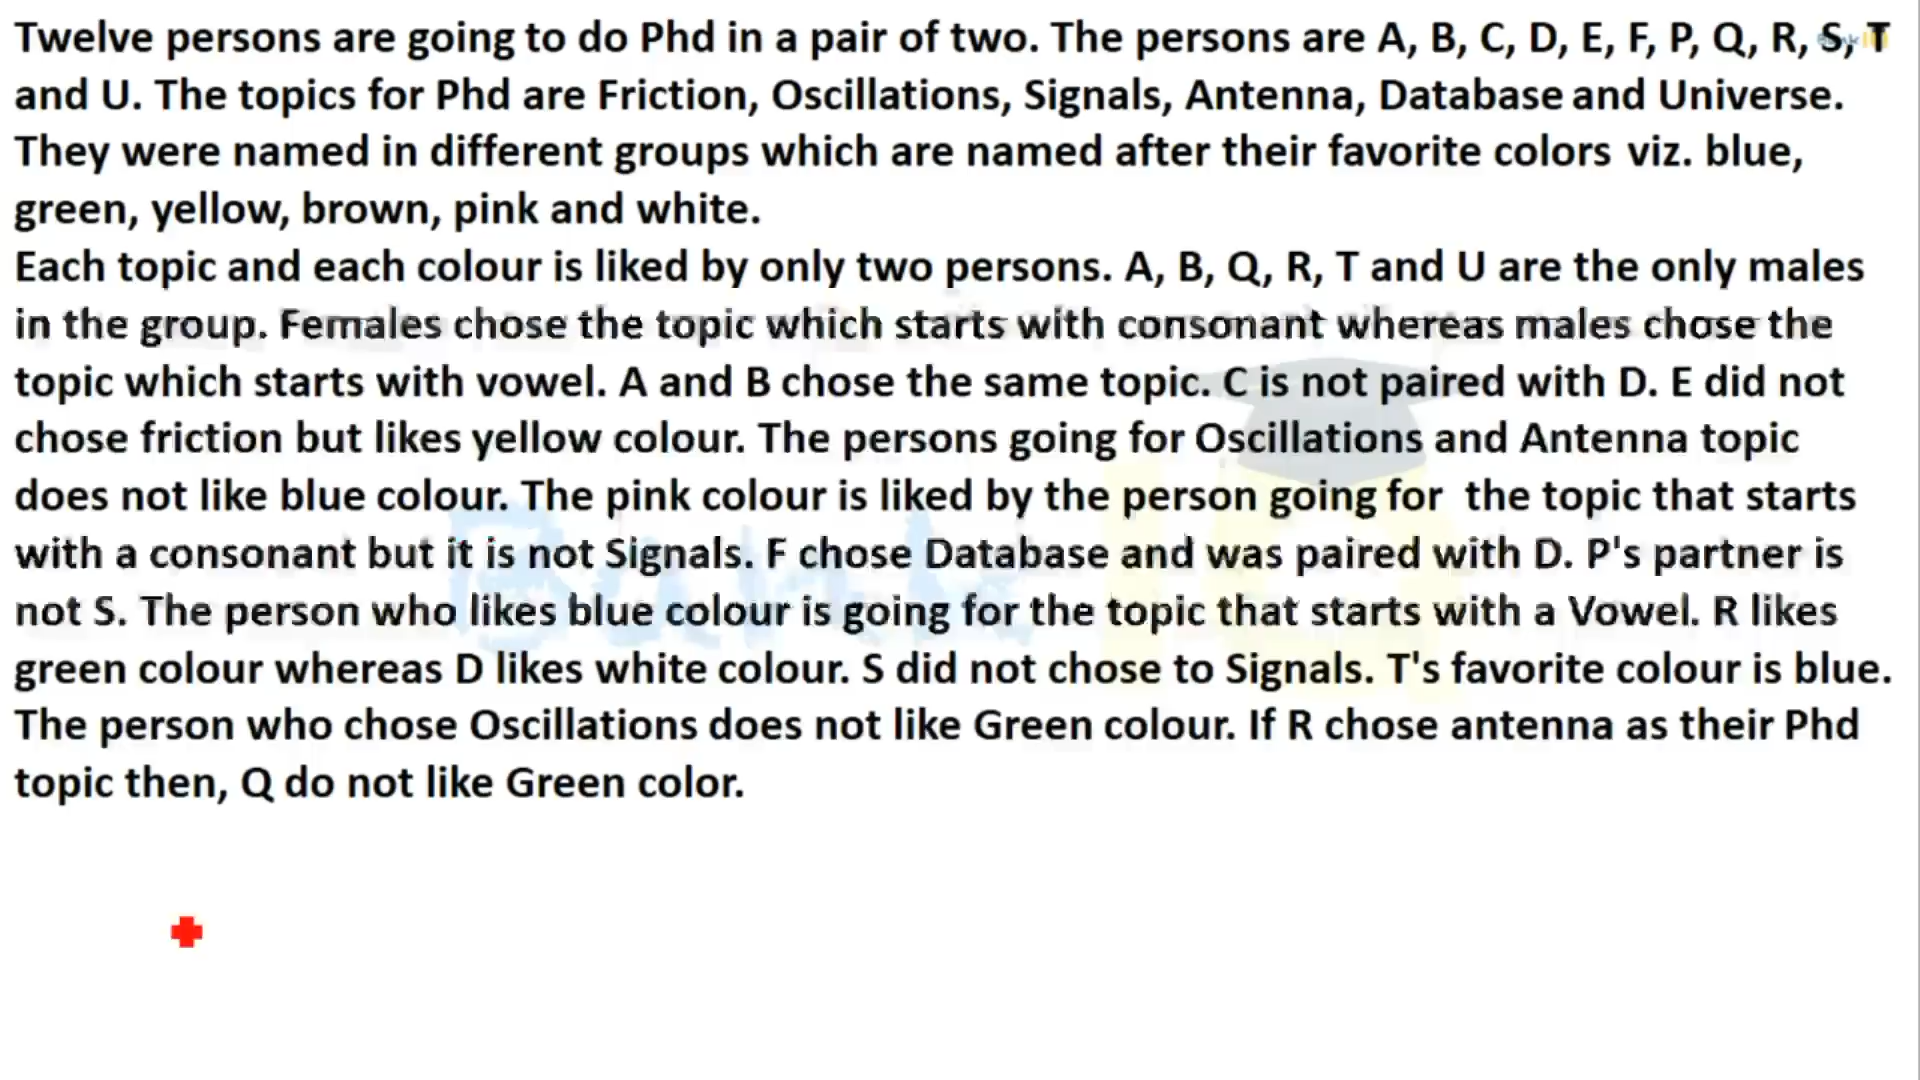 Twelve persons are going to do Phd in a pair of two. The persons are A, B, C, D, E, F, P, Q, R, S, T
and U. The topics for Phd are Friction, Oscillations, Signals, Antenna, Database and Universe.
They were named in different groups which are named after their favorite colors viz. blue,
green, yellow, brown, pink and white.
Each topic and each colour is liked by only two persons. A, B, Q, R, T and U are the only males
in the group. Females chose the topic which starts with consonant whereas males chose the
topic which starts with vowel. A and B chose the same topic. C is not paired with D. E did not
chose friction but likes yellow colour. The persons going for Oscillations and Antenna topic
does not like blue colour. The pink colour is liked by the person going for the topic that starts
with a consonant but it is not Signals. F chose Database and was paired with D. P's partner is
not S. The person who likes blue colour is going for the topic that starts with a Vowel. R likes
green colour whereas D likes white colour. S did not chose to Signals. T's favorite colour is blue.
The person who chose Oscillations does not like Green colour. If R chose antenna as their Phd
topic then, Q do not like Green color.